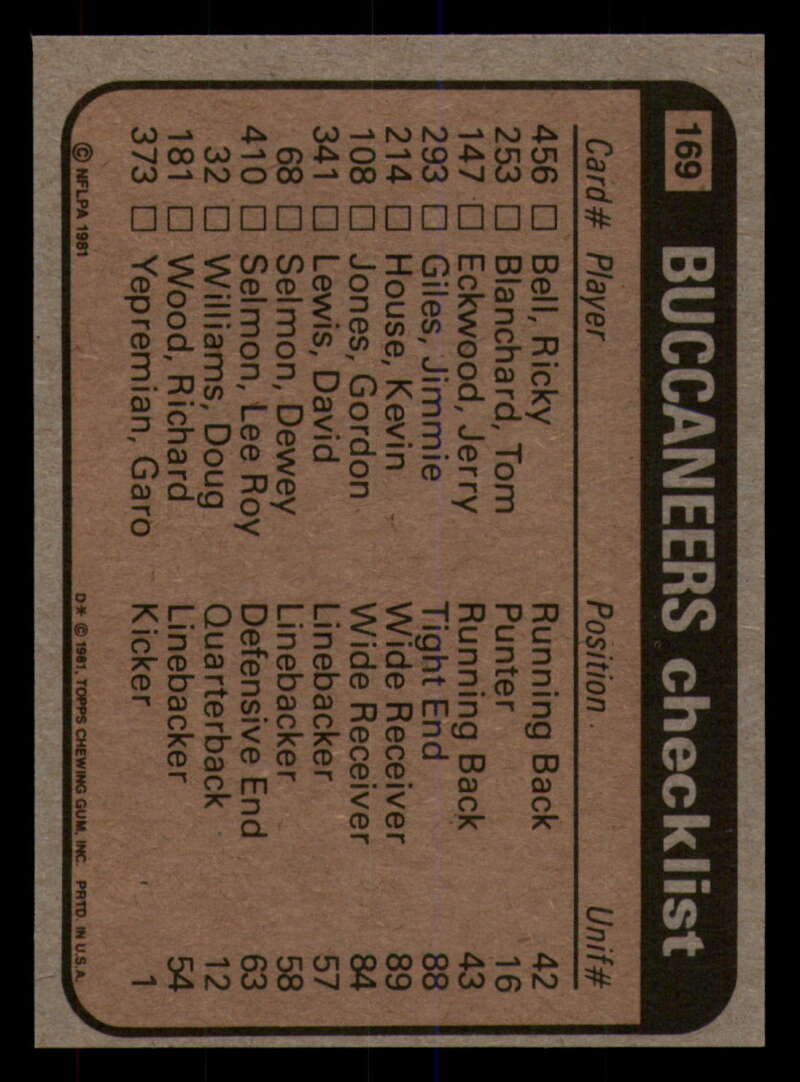 169 BUCCANEERS checklist
Card# Player Position Unif#
456 □ Bell, Ricky Running Back 42
253 □ Blanchard, Tom Punter 16
147 □ Eckwood, Jerry Running Back 43
293 □ Giles, Jimmie Tight End 88
214 □ House, Kevin Wide Receiver 89
108 □ Jones, Gordon Wide Receiver 84
341 □ Lewis, David Linebacker 57
68 □ Selmon, Dewey Linebacker 58
410 □ Selmon, Lee Roy Defensive End 63
32 □ Williams, Doug Quarterback 12
181 □ Wood, Richard Linebacker 54
373 □ Yepremian, Garo Kicker 1
© NFLPA 1981 D* © 1981, TOPPS CHEWING GUM, INC. PRTD. IN U.S.A.